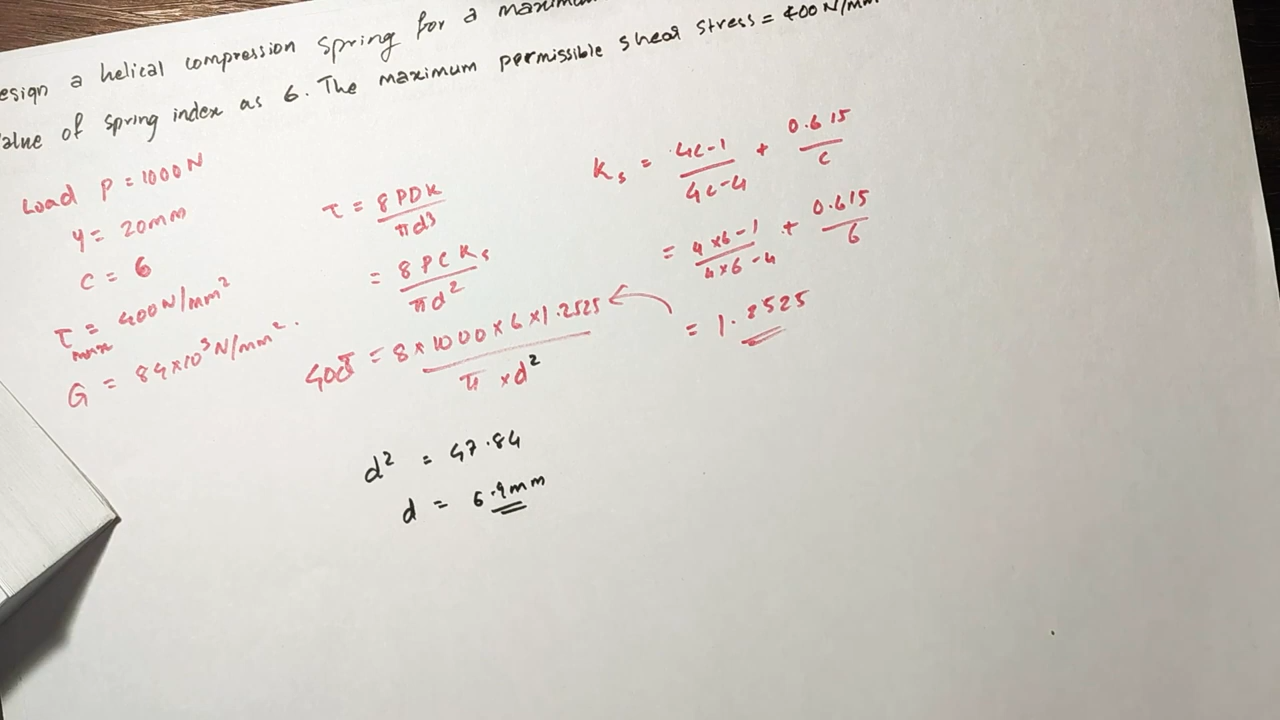 esign a helical compression spring for a maximum
value of spring index as 6. The maximum permissible shear stress = 400 N/mm
Load P = 1000 N
y = 20mm
C = 6
τmax = 400 N/mm²
G = 84×10³ N/mm².
τ = 8PDK / πd³
= 8PCKs / πd²
400 = 8×1000×6×1.2525 / π×d²
d² = 47.84
d = 6.9mm
Ks = 4C-1 / 4C-4 + 0.615 / C
= 4×6-1 / 4×6-4 + 0.615 / 6
= 1.2525